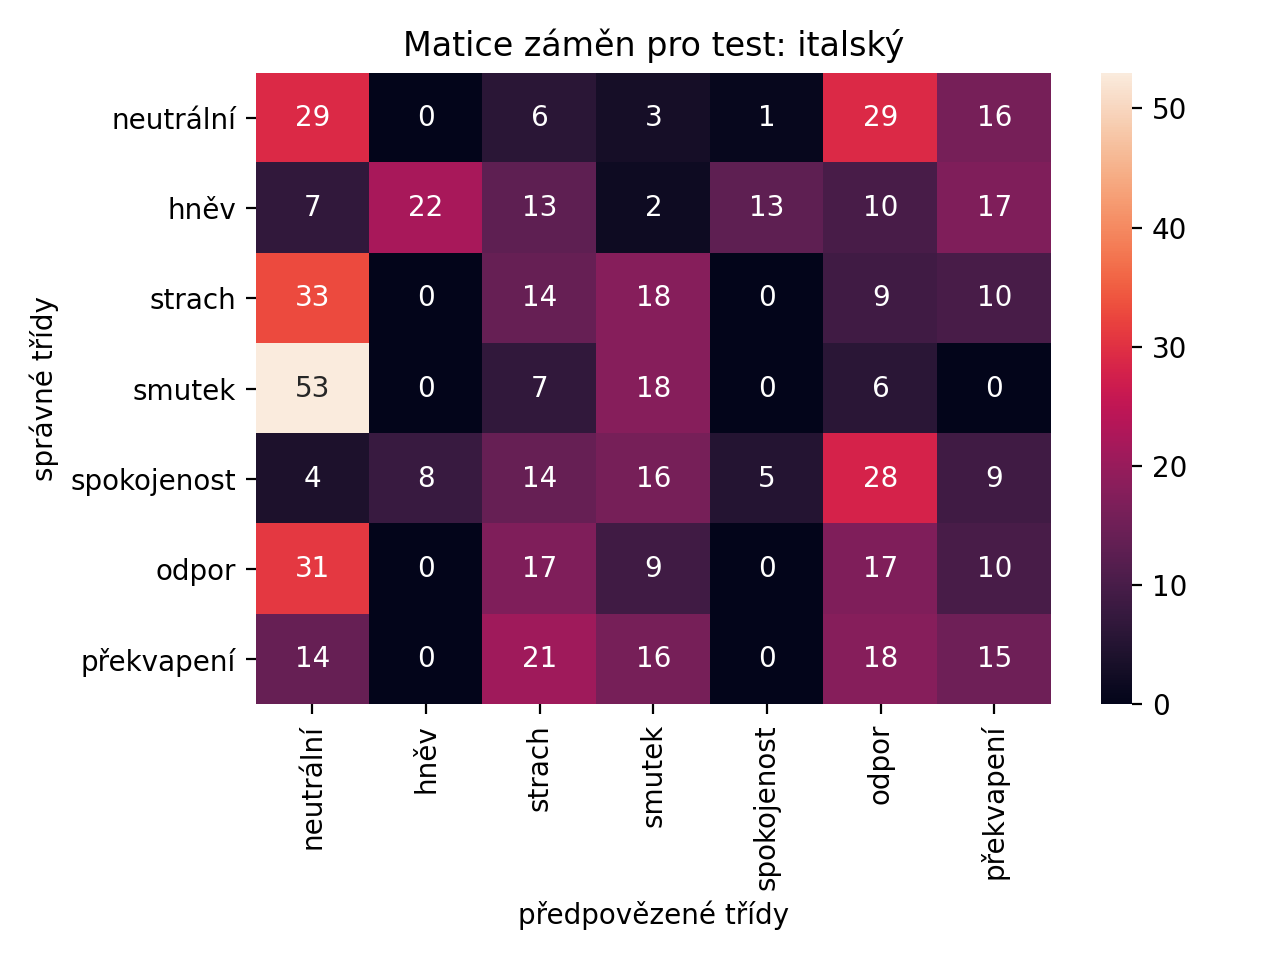 Matice záměn pro test: italský
správné třídy
neutrální 29 0 6 3 1 29 16
hněv 7 22 13 2 13 10 17
strach 33 0 14 18 0 9 10
smutek 53 0 7 18 0 6 0
spokojenost 4 8 14 16 5 28 9
odpor 31 0 17 9 0 17 10
překvapení 14 0 21 16 0 18 15
neutrální hněv strach smutek spokojenost odpor překvapení
předpovězené třídy
50
40
30
20
10
0